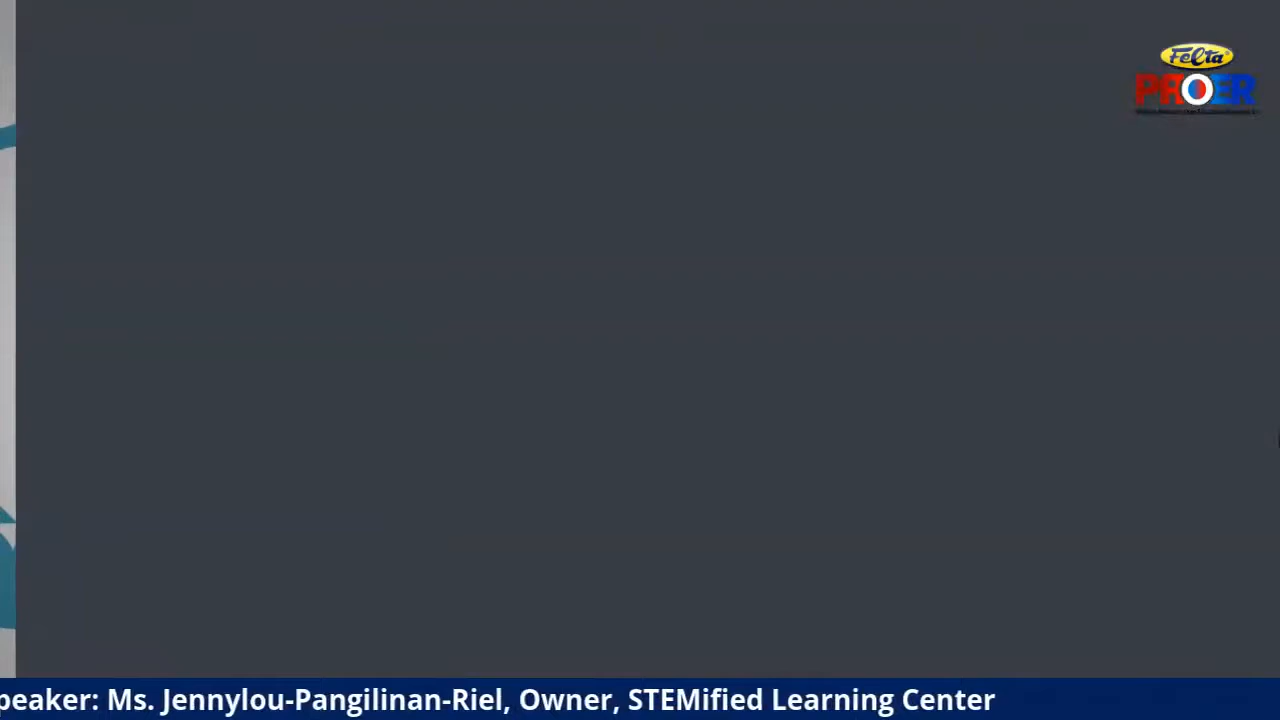 Felta
PROER
peaker: Ms. Jennylou-Pangilinan-Riel, Owner, STEMified Learning Center